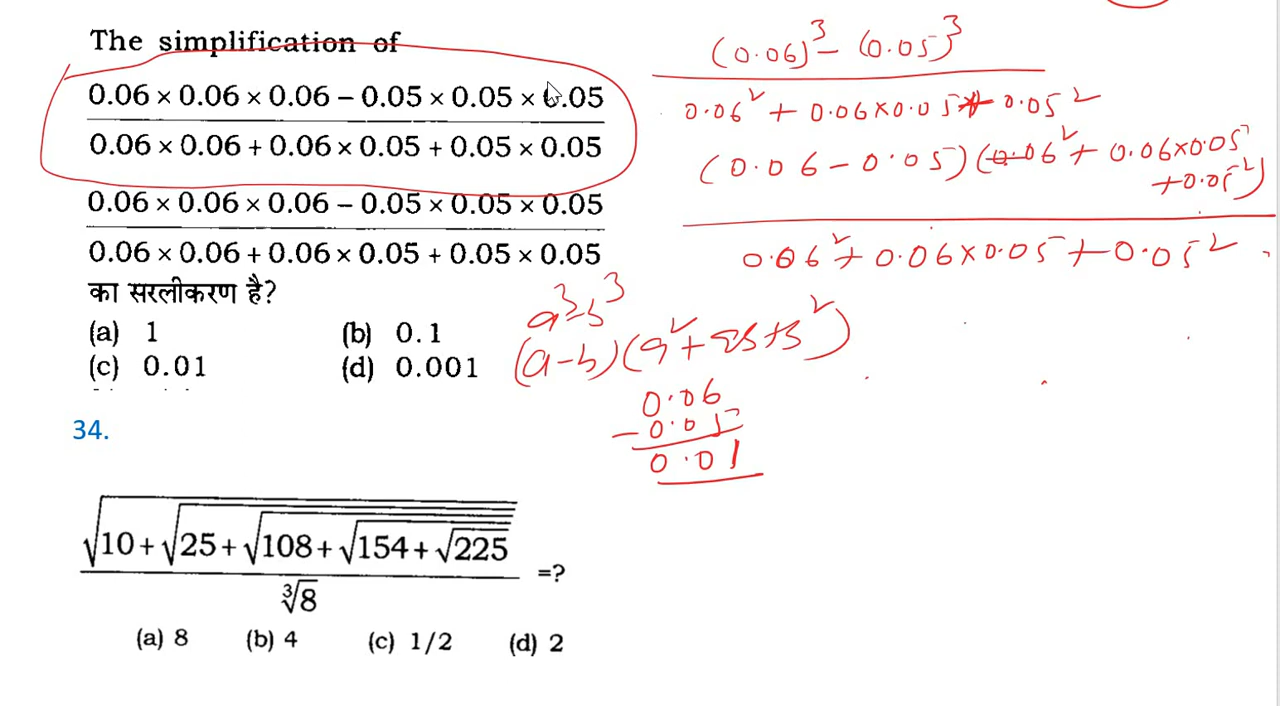 The simplification of
0.06 × 0.06 × 0.06 – 0.05 × 0.05 × 0.05
0.06 × 0.06 + 0.06 × 0.05 + 0.05 × 0.05
0.06 × 0.06 × 0.06 – 0.05 × 0.05 × 0.05
0.06 × 0.06 + 0.06 × 0.05 + 0.05 × 0.05
का सरलीकरण है?
(a) 1 (b) 0.1
(c) 0.01 (d) 0.001
(0.06)³ – (0.05)³
0.06² + 0.06×0.05 + 0.05²
(0.06 – 0.05)(0.06² + 0.06×0.05
+0.05²)
0.06² + 0.06×0.05 + 0.05²
a³-b³
(a-b)(a²+ab+b²)
0.06
– 0.05
0.01
34.
√10 + √25 + √108 + √154 + √225
∛8
=?
(a) 8 (b) 4 (c) 1/2 (d) 2